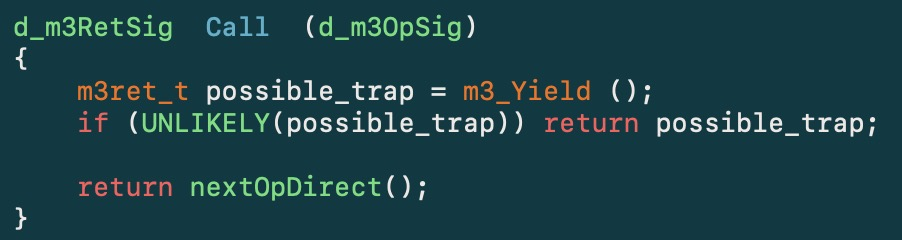 d_m3RetSig  Call  (d_m3OpSig)
{
    m3ret_t possible_trap = m3_Yield ();
    if (UNLIKELY(possible_trap)) return possible_trap;

    return nextOpDirect();
}